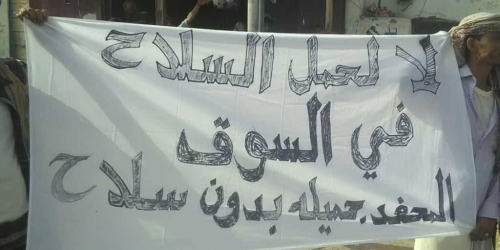 لا لحمل السلاح
في السوق
المحفد.جميله بدون سلاح